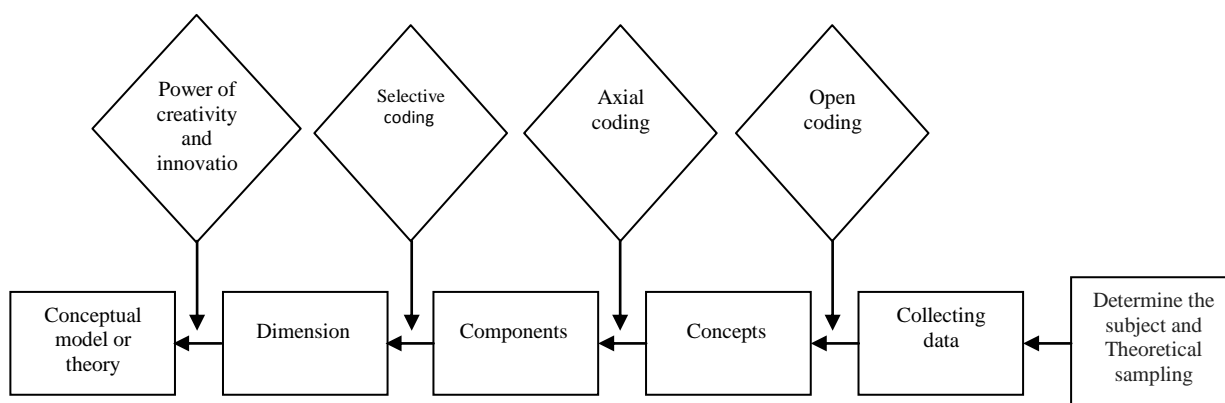 Power of
creativity
and
innovatio
Selective
coding
Axial
coding
Open
coding
Conceptual
model or
theory
Dimension
Components
Concepts
Collecting
data
Determine the
subject and
Theoretical
sampling